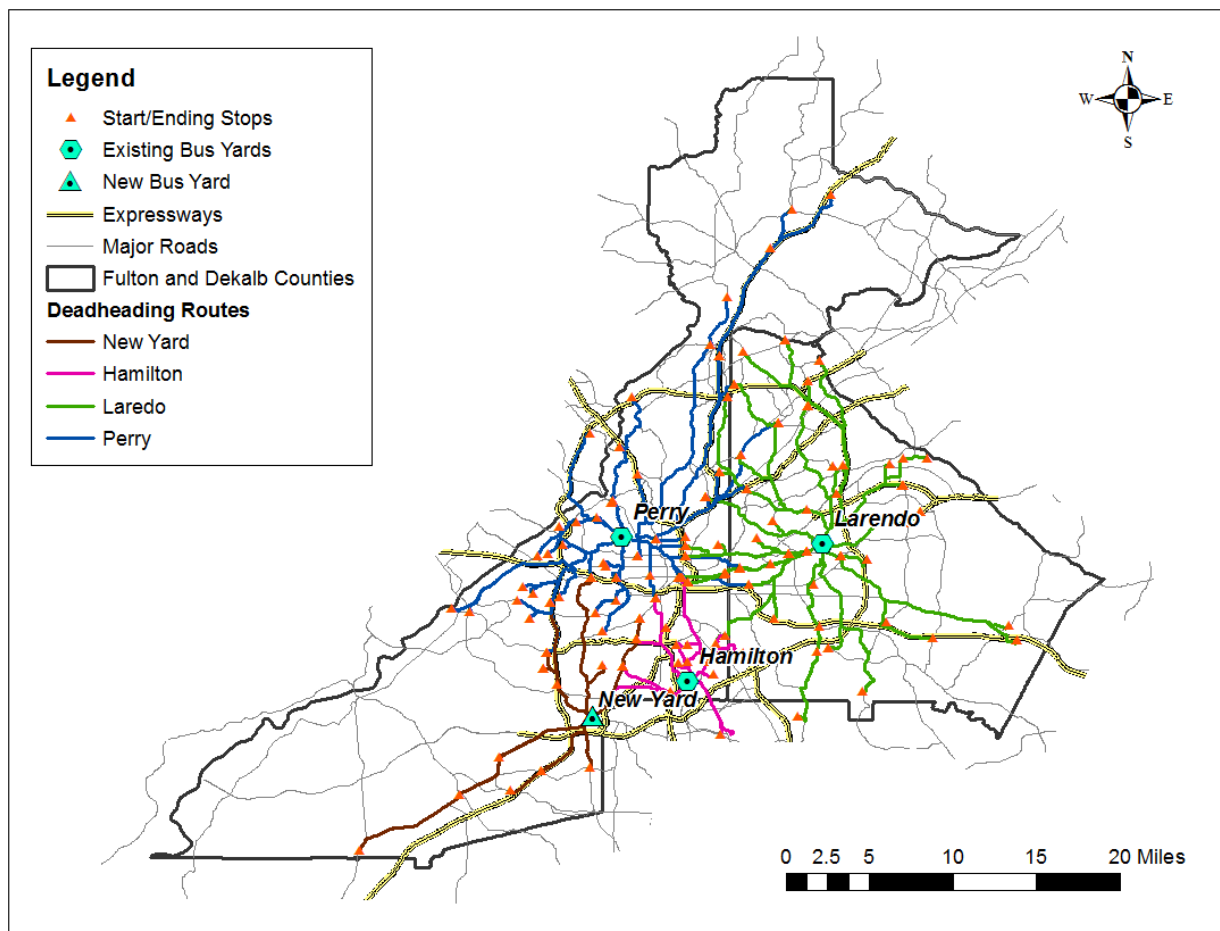 Legend
Start/Ending Stops
Existing Bus Yards
New Bus Yard
Expressways
Major Roads
Fulton and Dekalb Counties
Deadheading Routes
New Yard
Hamilton
Laredo
Perry
N
W E
S
Perry
Larendo
Hamilton
New Yard
0 2.5 5 10 15 20 Miles